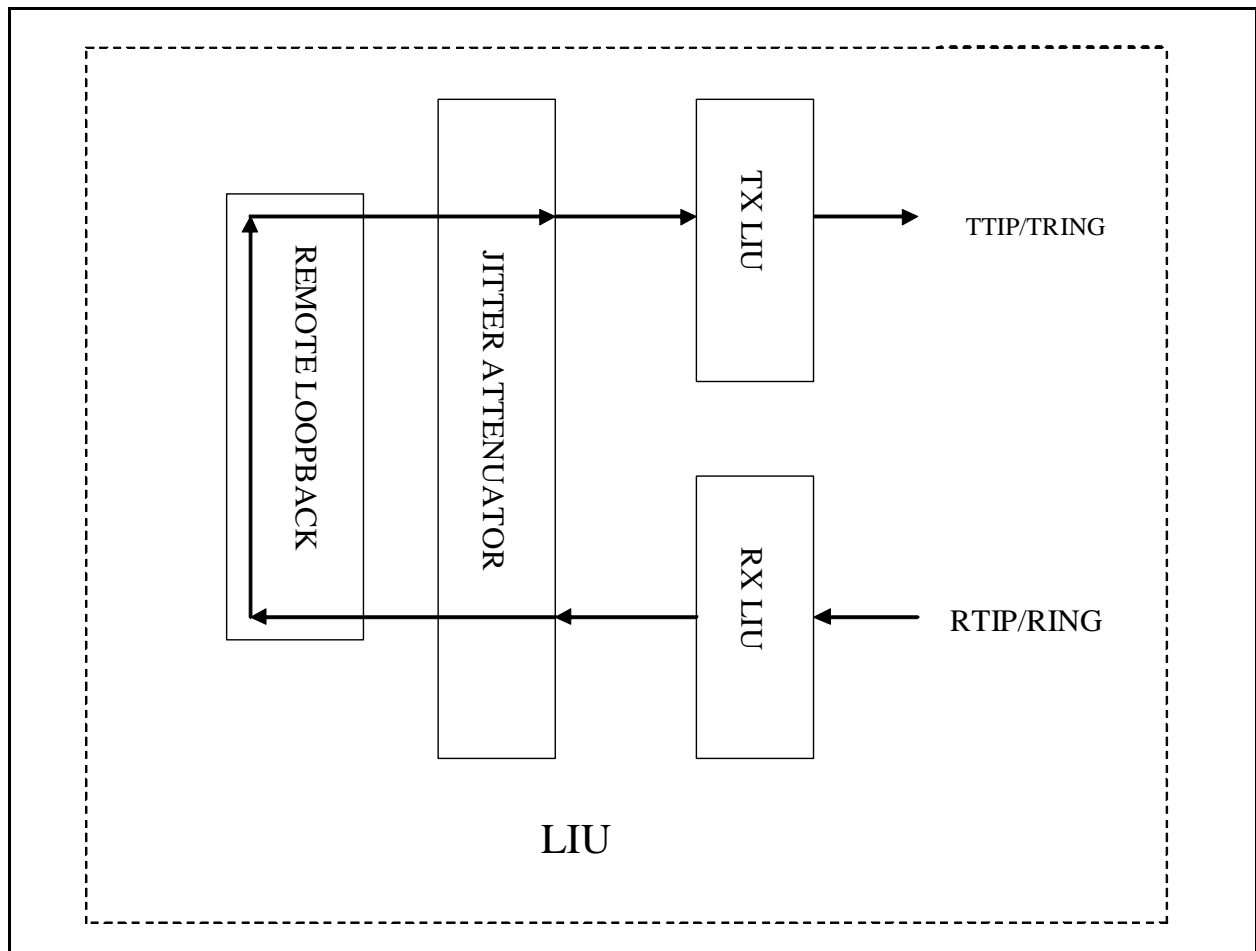 REMOTE LOOPBACK
JITTER ATTENUATOR
TX LIU
TTIP/TRING
RX LIU
RTIP/RING
LIU